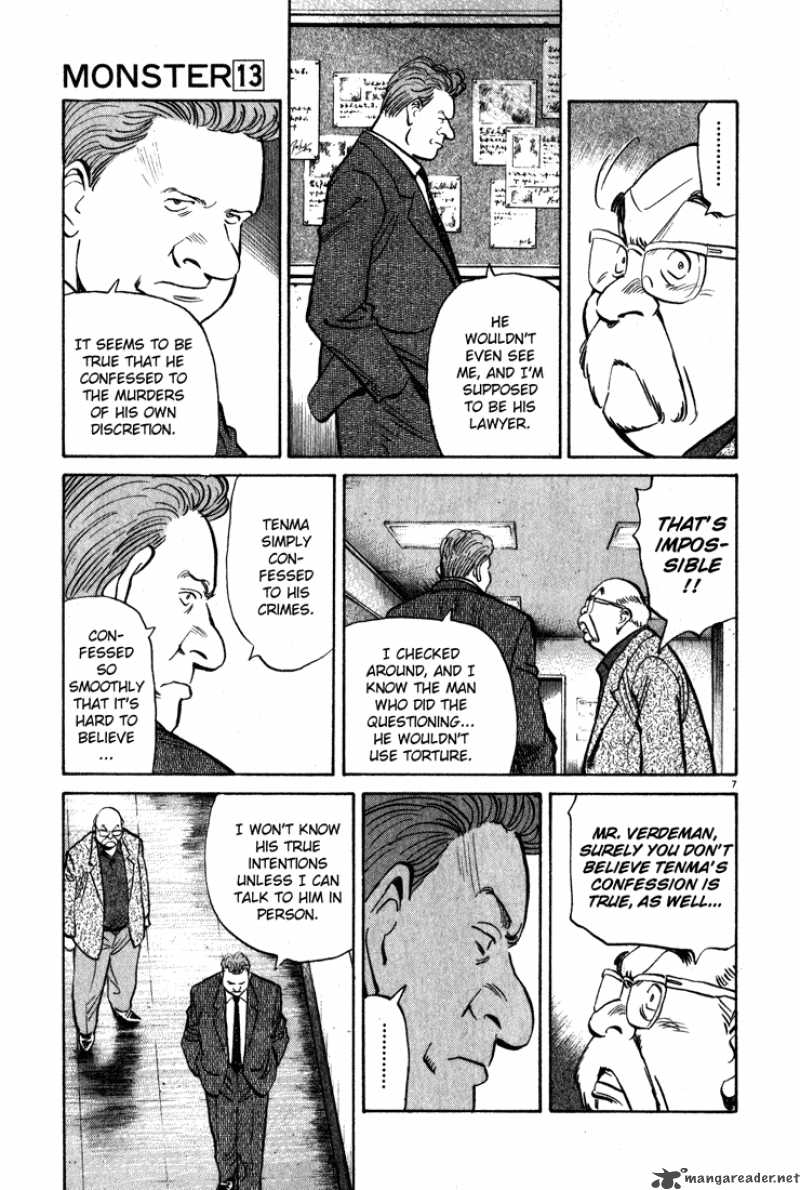 MONSTER 13
.........
HE
WOULDN'T
EVEN SEE
ME, AND I'M
SUPPOSED
TO BE HIS
LAWYER.
IT SEEMS TO BE
TRUE THAT HE
CONFESSED TO
THE MURDERS
OF HIS OWN
DISCRETION.
THAT'S
IMPOS-
SIBLE
!!
I CHECKED
AROUND, AND I
KNOW THE MAN
WHO DID THE
QUESTIONING...
HE WOULDN'T
USE TORTURE.
TENMA
SIMPLY
CON-
FESSED
TO HIS
CRIMES.
CON-
FESSED
SO
SMOOTHLY
THAT IT'S
HARD TO
BELIEVE
...
7
MR. VERDEMAN,
SURELY YOU DON'T
BELIEVE TENMA'S
CONFESSION IS
TRUE, AS WELL...
.........
I WON'T KNOW
HIS TRUE
INTENTIONS
UNLESS I CAN
TALK TO HIM IN
PERSON.
mangareader.net